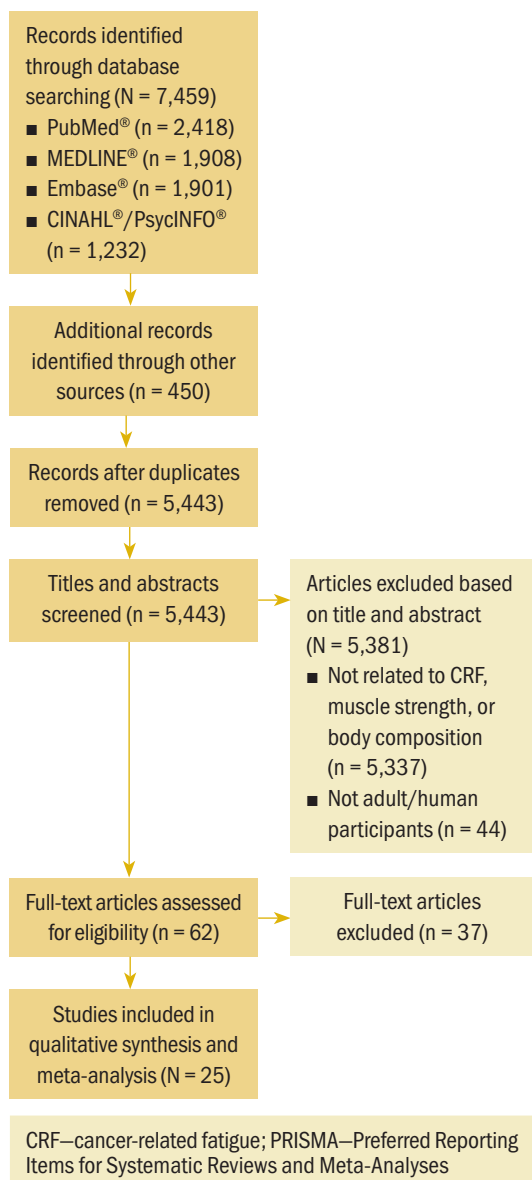 Records identified
through database
searching (N = 7,459)
■ PubMed® (n = 2,418)
■ MEDLINE® (n = 1,908)
■ Embase® (n = 1,901)
■ CINAHL®/PsycINFO®
(n = 1,232)
Additional records
identified through other
sources (n = 450)
Records after duplicates
removed (n = 5,443)
Titles and abstracts
screened (n = 5,443)
Articles excluded based
on title and abstract
(N = 5,381)
■ Not related to CRF,
muscle strength, or
body composition
(n = 5,337)
■ Not adult/human
participants (n = 44)
Full-text articles assessed
for eligibility (n = 62)
Full-text articles
excluded (n = 37)
Studies included in
qualitative synthesis and
meta-analysis (N = 25)
CRF—cancer-related fatigue; PRISMA—Preferred Reporting
Items for Systematic Reviews and Meta-Analyses